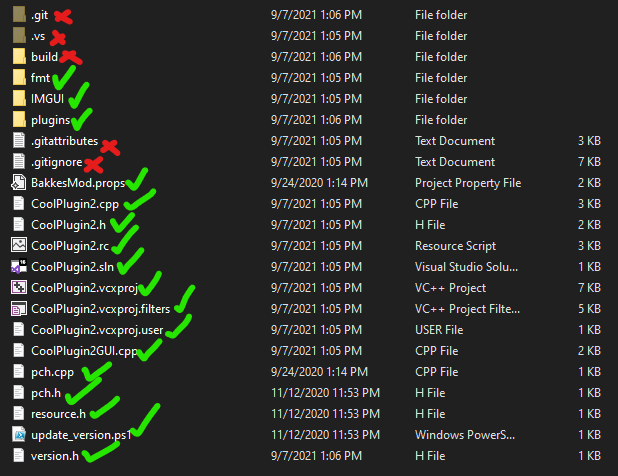 .git 9/7/2021 1:06 PM File folder
.vs 9/7/2021 1:05 PM File folder
build 9/7/2021 1:06 PM File folder
fmt 9/7/2021 1:05 PM File folder
IMGUI 9/7/2021 1:05 PM File folder
plugins 9/7/2021 1:06 PM File folder
.gitattributes 9/7/2021 1:05 PM Text Document 3 KB
.gitignore 9/7/2021 1:05 PM Text Document 7 KB
BakkesMod.props 9/24/2020 1:14 PM Project Property File 2 KB
CoolPlugin2.cpp 9/7/2021 1:05 PM CPP File 3 KB
CoolPlugin2.h 9/7/2021 1:05 PM H File 2 KB
CoolPlugin2.rc 9/7/2021 1:05 PM Resource Script 3 KB
CoolPlugin2.sln 9/7/2021 1:05 PM Visual Studio Solu... 1 KB
CoolPlugin2.vcxproj 9/7/2021 1:05 PM VC++ Project 7 KB
CoolPlugin2.vcxproj.filters 9/7/2021 1:05 PM VC++ Project Filte... 5 KB
CoolPlugin2.vcxproj.user 9/7/2021 1:05 PM USER File 1 KB
CoolPlugin2GUI.cpp 9/7/2021 1:05 PM CPP File 2 KB
pch.cpp 9/24/2020 1:14 PM CPP File 1 KB
pch.h 11/12/2020 11:53 PM H File 1 KB
resource.h 11/12/2020 11:53 PM H File 1 KB
update_version.ps1 11/12/2020 11:53 PM Windows PowerS... 1 KB
version.h 9/7/2021 1:06 PM H File 1 KB